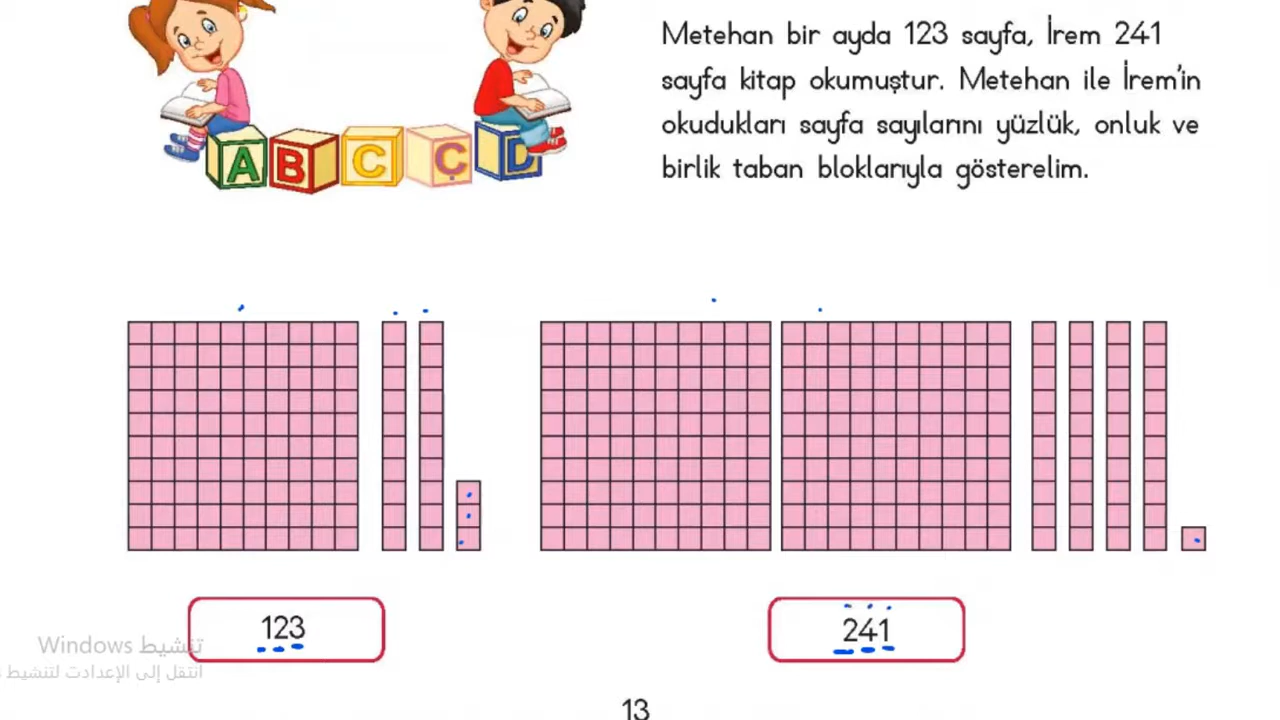 Metehan bir ayda 123 sayfa, İrem 241
sayfa kitap okumuştur. Metehan ile İrem'in
okudukları sayfa sayılarını yüzlük, onluk ve
birlik taban bloklarıyla gösterelim.
A B C Ç D
123
241
تنشيط Windows
انتقل إلى الإعدادت لتنشيط
13